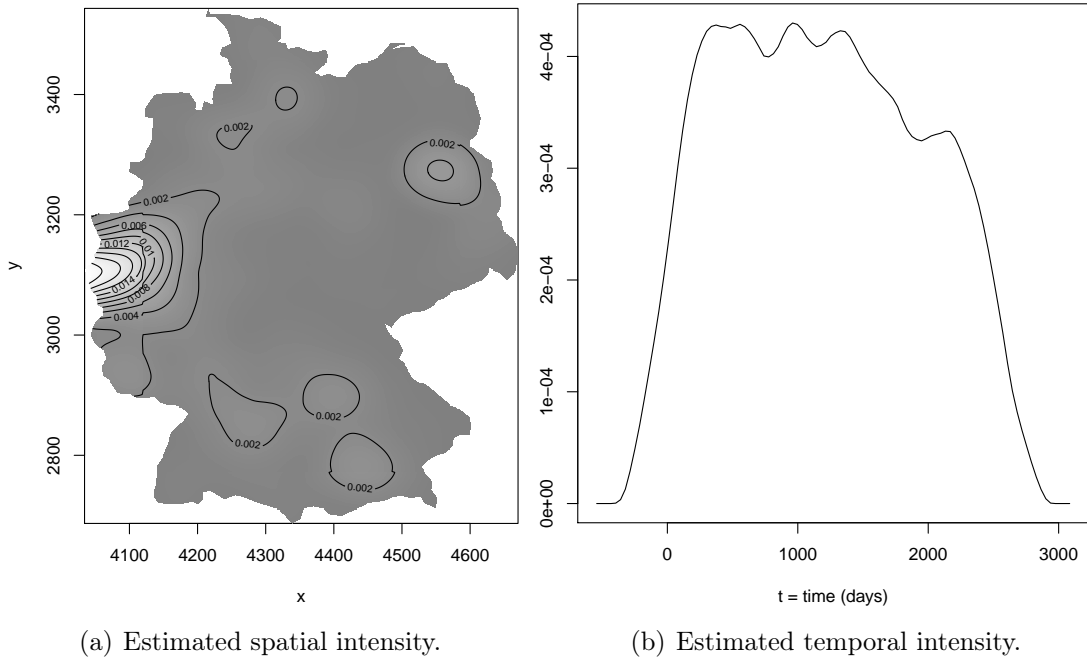 3400
3200
3000
2800
y
0.002
0.002
0.002
0.002
0.006
0.012
0.01
0.014
0.008
0.004
0.002
0.002
0.002
4100 4200 4300 4400 4500 4600
x
4e-04
3e-04
2e-04
1e-04
0e+00
0 1000 2000 3000
t = time (days)
(a) Estimated spatial intensity.
(b) Estimated temporal intensity.